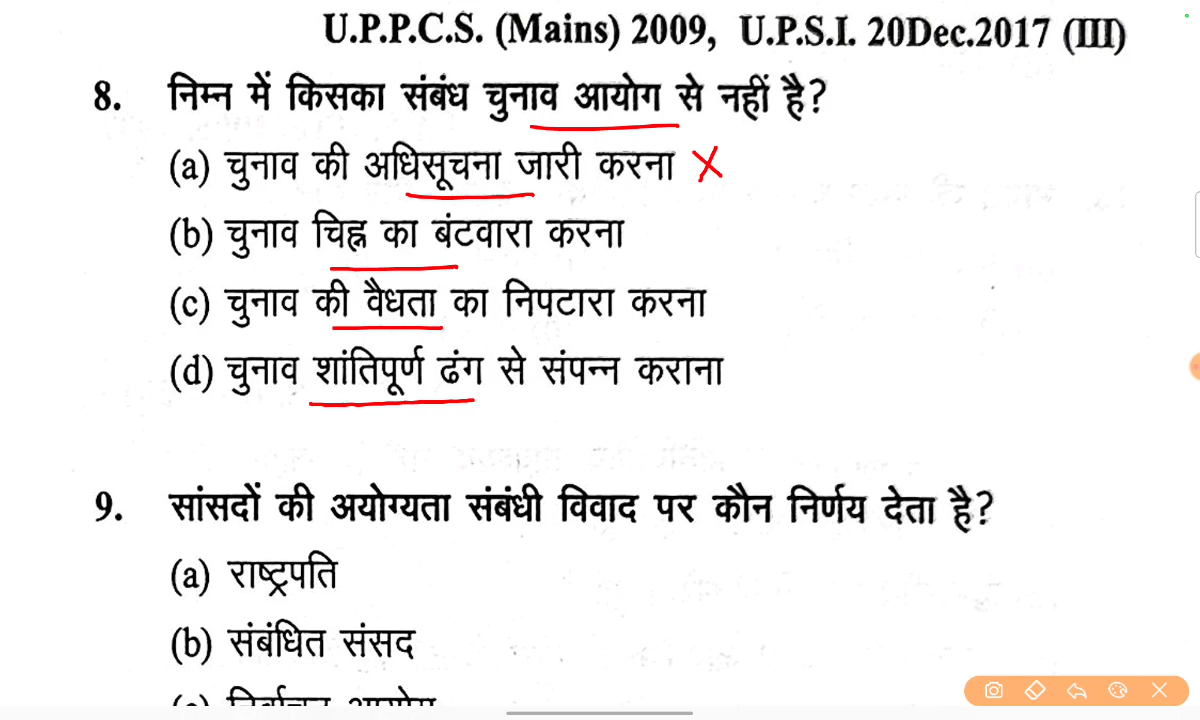 U.P.P.C.S. (Mains) 2009, U.P.S.I. 20Dec.2017 (III)
8. निम्न में किसका संबंध चुनाव आयोग से नहीं है?
(a) चुनाव की अधिसूचना जारी करना
(b) चुनाव चिह्न का बंटवारा करना
(c) चुनाव की वैधता का निपटारा करना
(d) चुनाव शांतिपूर्ण ढंग से संपन्न कराना
9. सांसदों की अयोग्यता संबंधी विवाद पर कौन निर्णय देता है?
(a) राष्ट्रपति
(b) संबंधित संसद